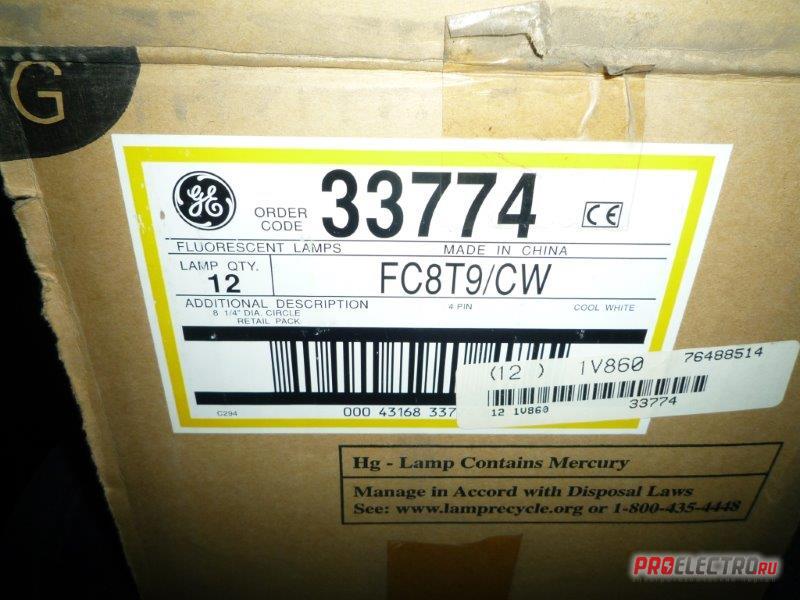 G
GE
ORDER CODE 33774 CE
FLUORESCENT LAMPS MADE IN CHINA
LAMP QTY. 12 FC8T9/CW
ADDITIONAL DESCRIPTION 4 PIN COOL WHITE
8 1/4" DIA. CIRCLE
RETAIL PACK
(12 ) 1V860 76488514
12 1V860 33774
C294 000 43168 337
Hg - Lamp Contains Mercury
Manage in Accord with Disposal Laws
See: www.lamprecycle.org or 1-800-435-4448
PROELECTRO.RU